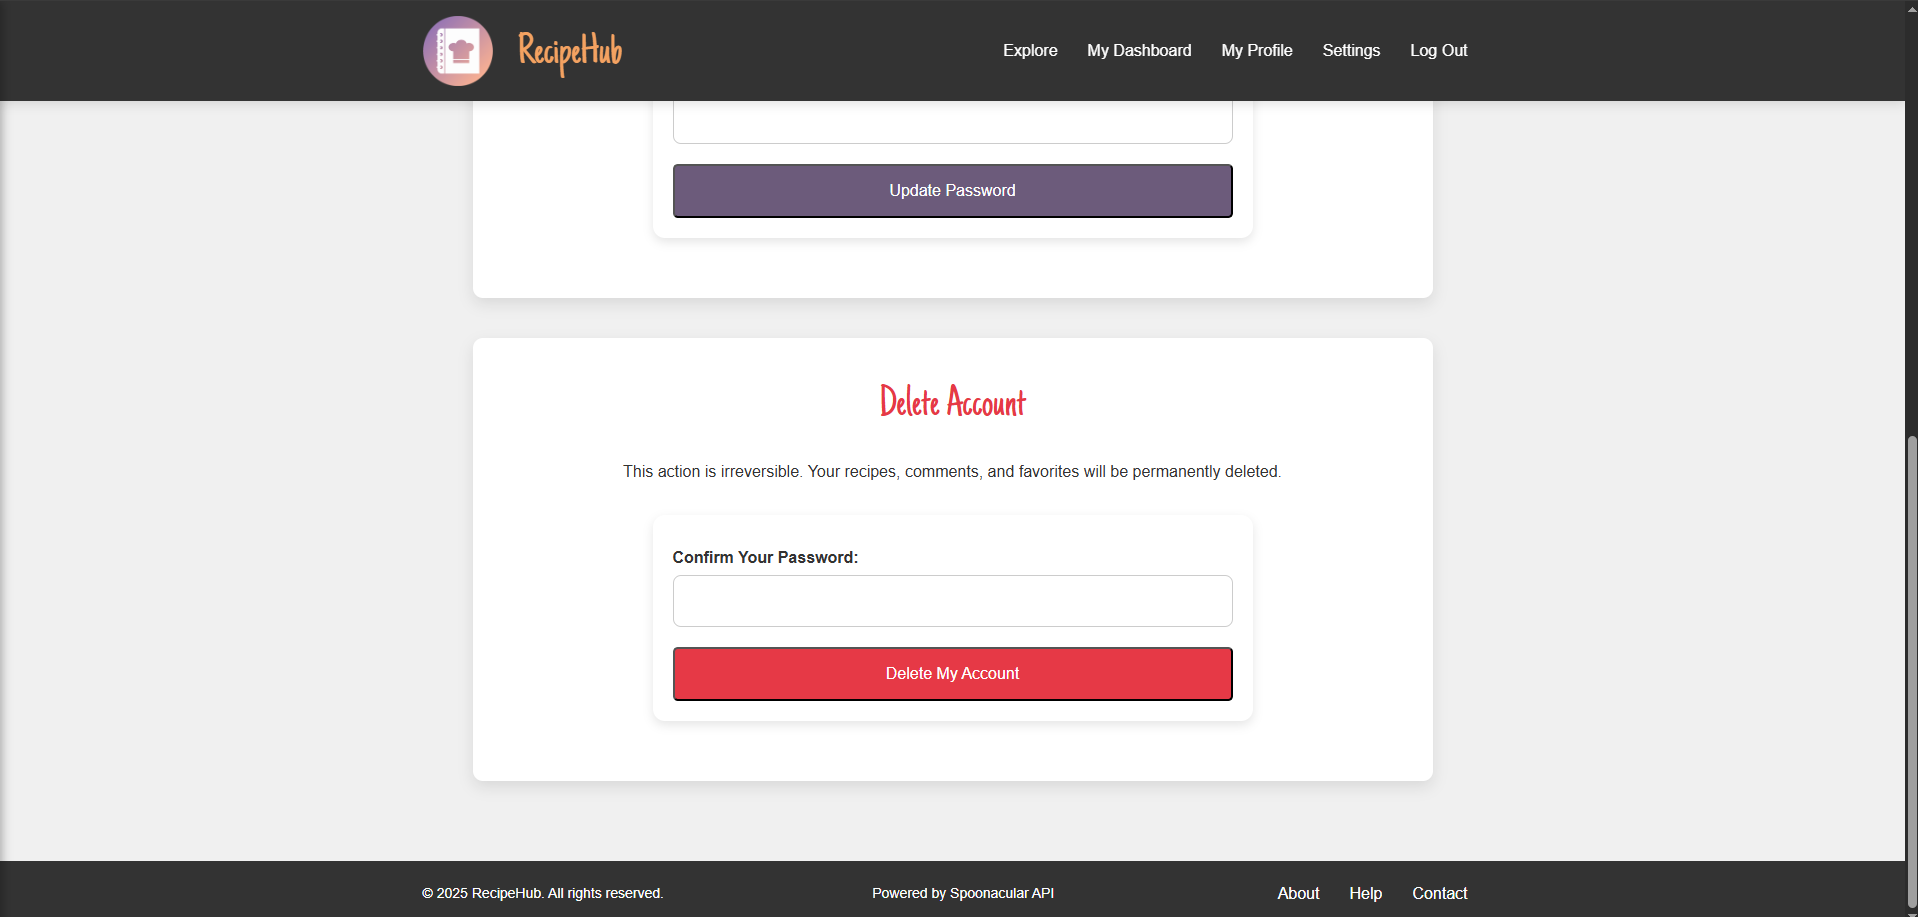 RecipeHub
Explore My Dashboard My Profile Settings Log Out
Update Password
Delete Account
This action is irreversible. Your recipes, comments, and favorites will be permanently deleted.
Confirm Your Password:
Delete My Account
© 2025 RecipeHub. All rights reserved. Powered by Spoonacular API About Help Contact